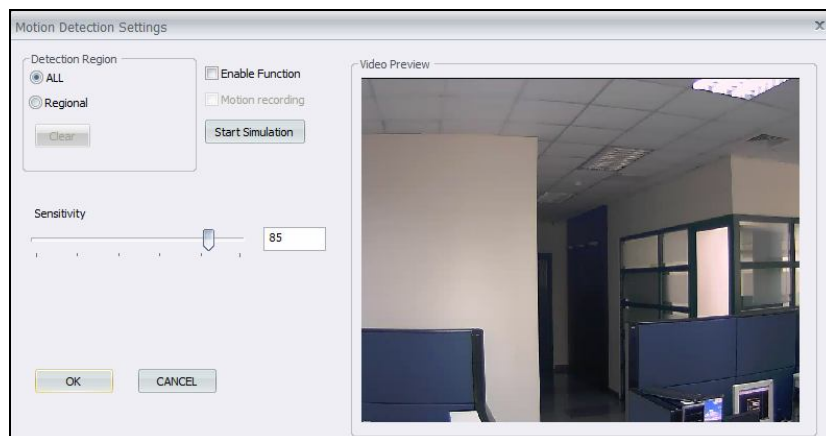 Motion Detection Settings
x
Detection Region
ALL
Regional
Clear
Enable Function
Motion recording
Start Simulation
Sensitivity
85
OK
CANCEL
Video Preview